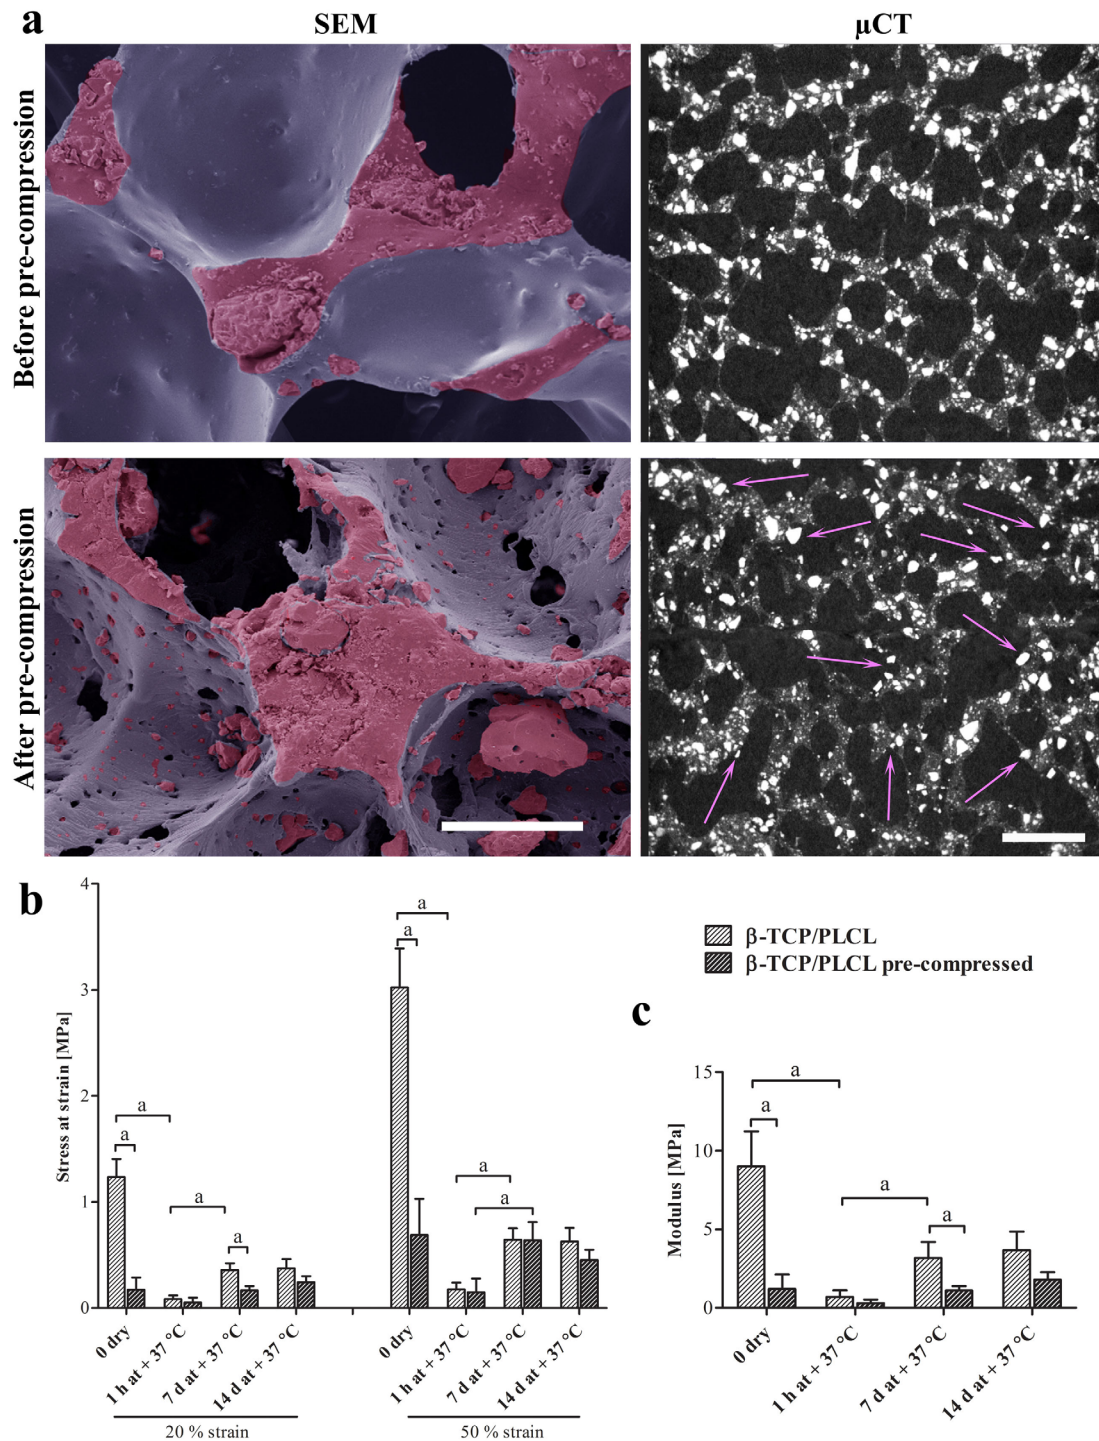 a
SEM
µCT
Before pre-compression
After pre-compression
b
Stress at strain [MPa]
4
3
2
1
0
a
a
a
a
a
a
a
a
0 dry
1 h at + 37 °C
7 d at + 37 °C
14 d at + 37 °C
20 % strain
0 dry
1 h at + 37 °C
7 d at + 37 °C
14 d at + 37 °C
50 % strain
β-TCP/PLCL
β-TCP/PLCL pre-compressed
c
Modulus [MPa]
15
10
5
0
a
a
a
a
0 dry
1 h at + 37 °C
7 d at + 37 °C
14 d at + 37 °C